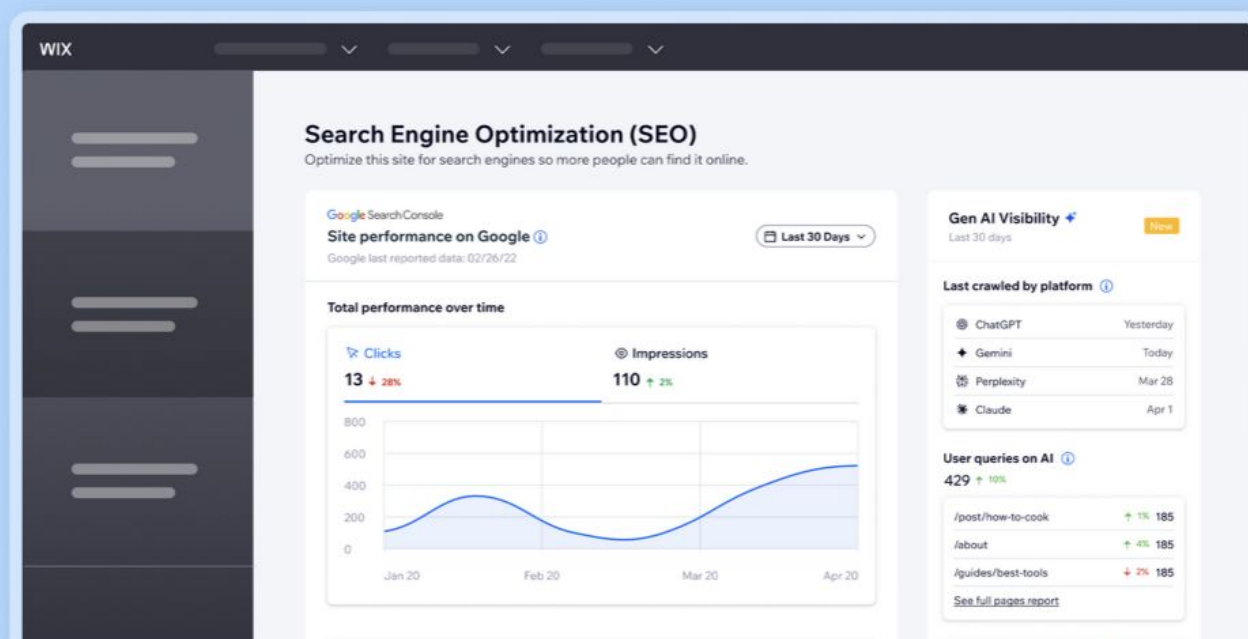 WIX
Search Engine Optimization (SEO)
Optimize this site for search engines so more people can find it online.
Google Search Console
Site performance on Google
Last 30 Days
Google last reported data: 02/26/22
Total performance over time
Clicks
13 ↓ 28%
Impressions
110 ↑ 2%
800
600
400
200
0
Jan 20 Feb 20 Mar 20 Apr 20
Gen AI Visibility
New
Last 30 days
Last crawled by platform
ChatGPT Yesterday
Gemini Today
Perplexity Mar 28
Claude Apr 1
User queries on AI
429 ↑ 10%
/post/how-to-cook ↑ 1% 185
/about ↑ 4% 185
/guides/best-tools ↓ 2% 185
See full pages report